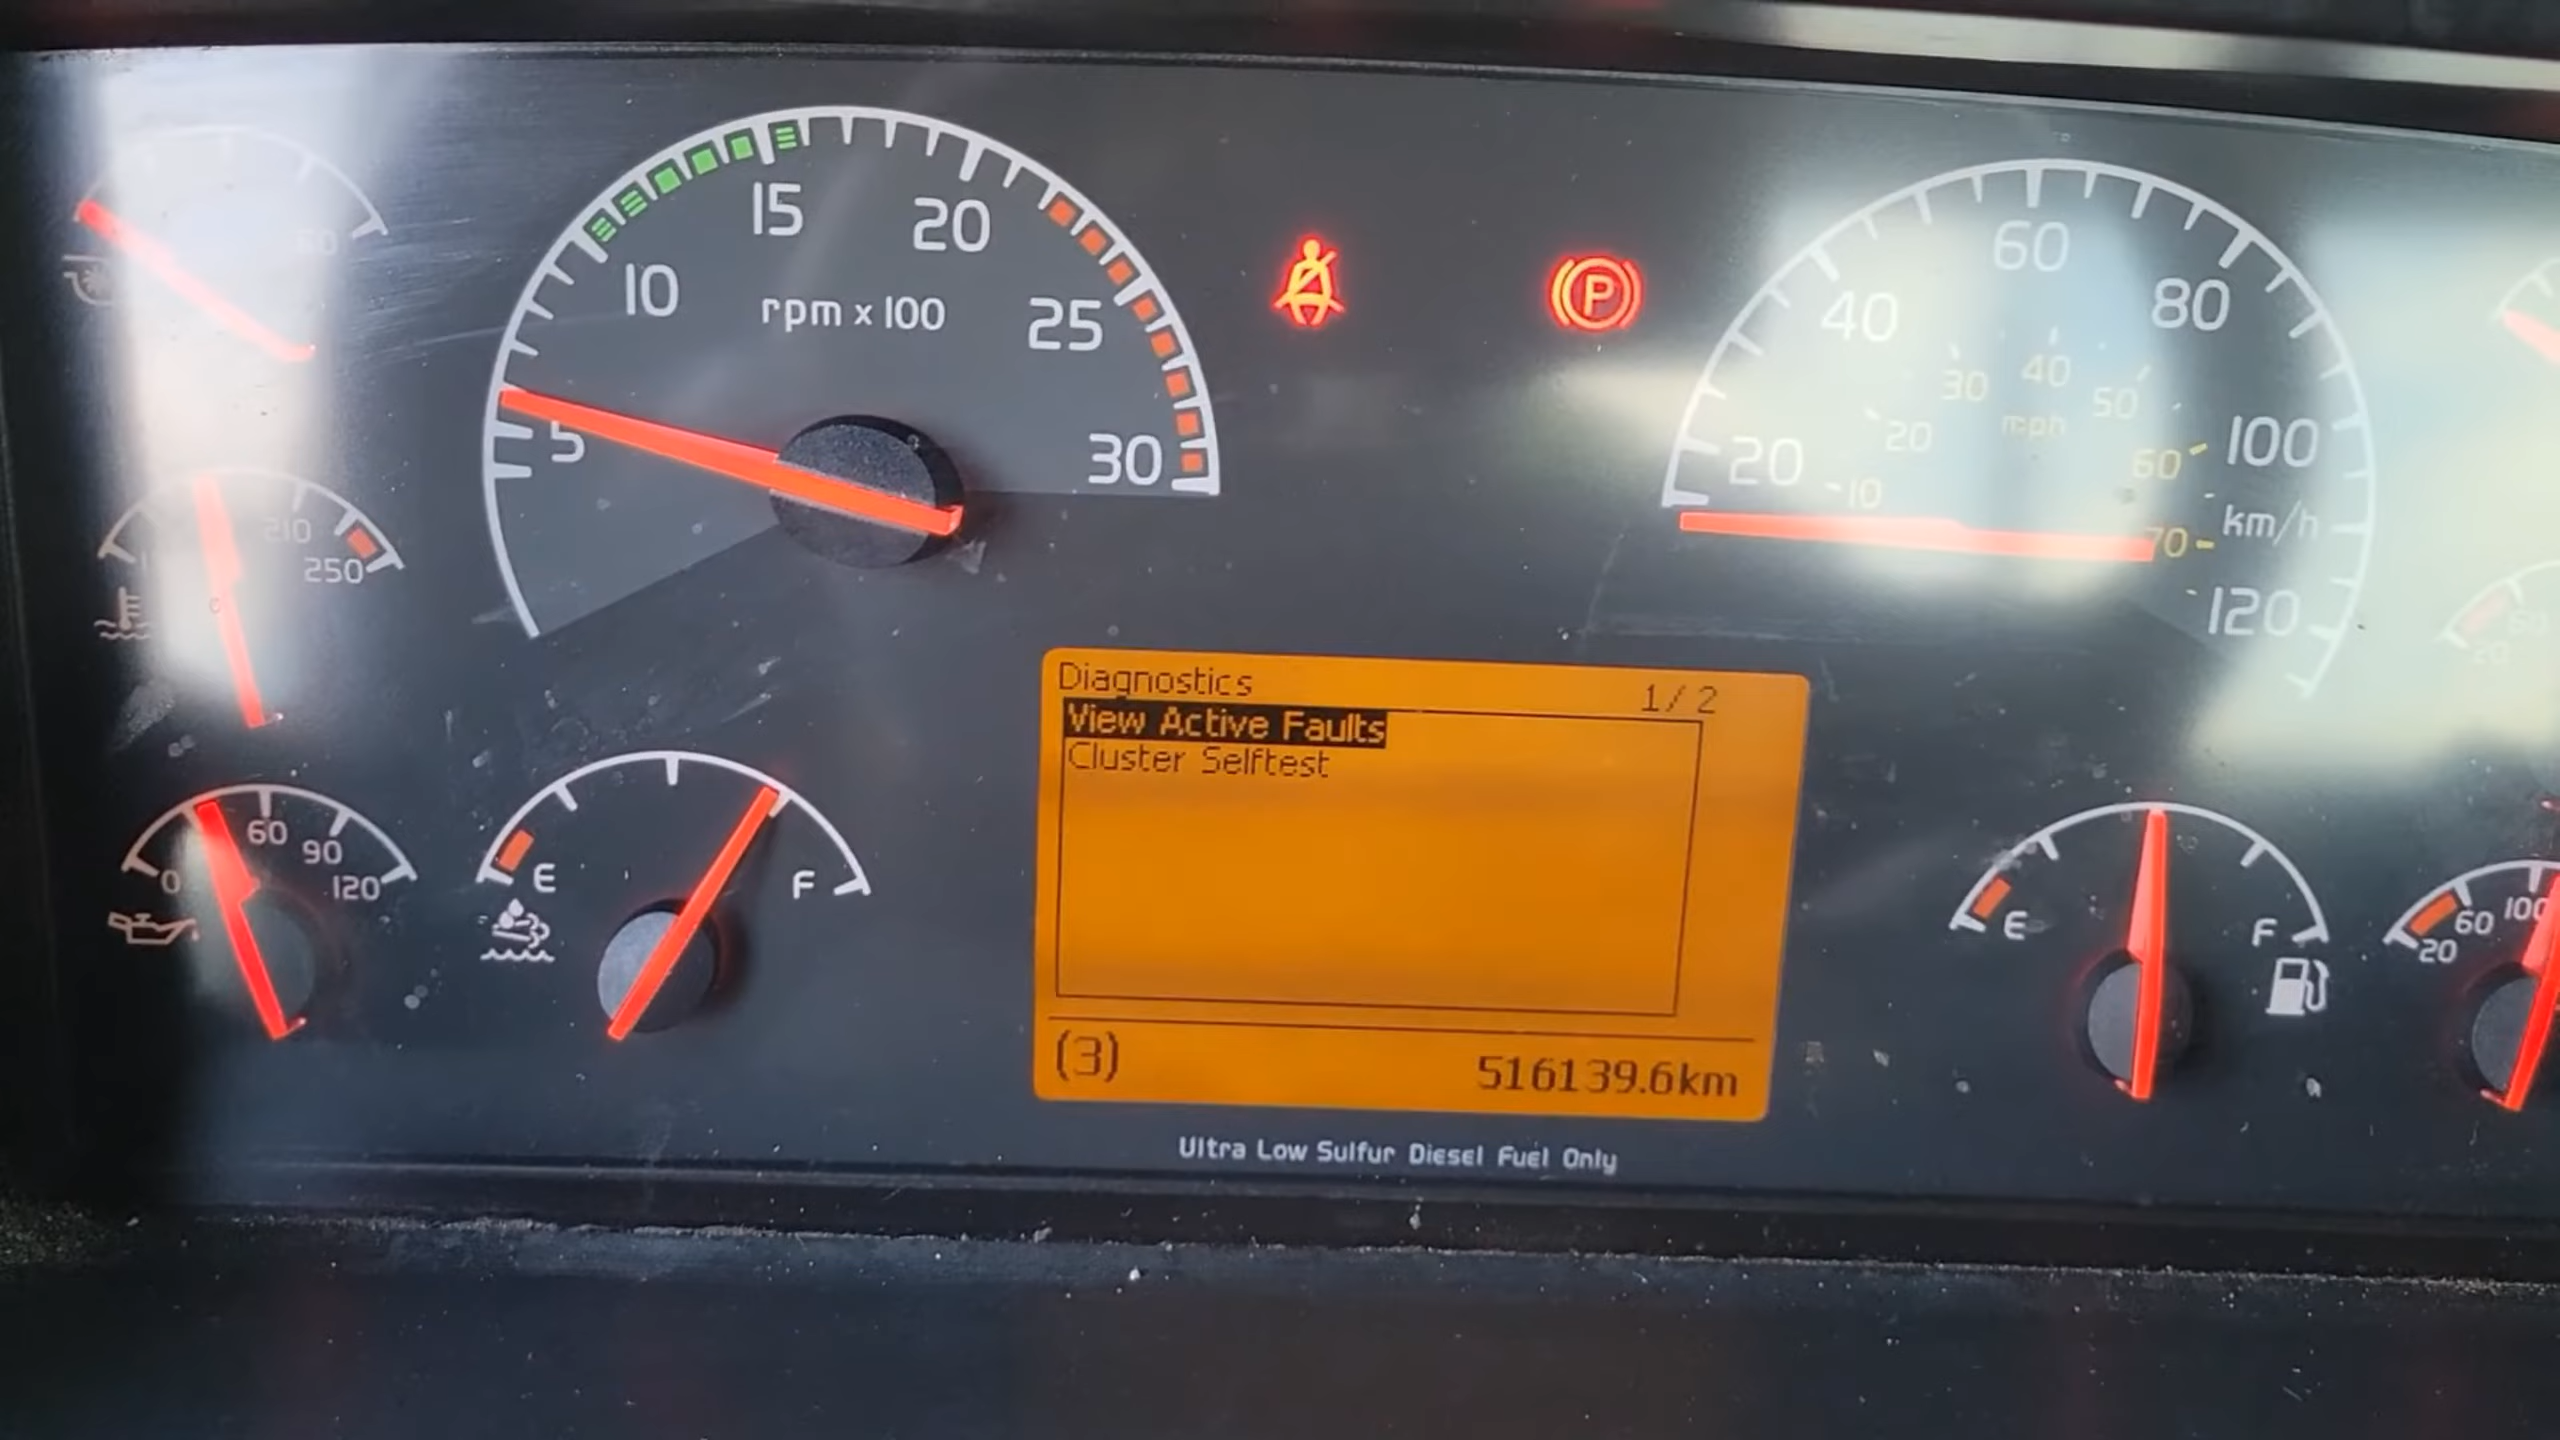 60
15
20
10
rpm x 100
25
5
30
210
250
60
40
80
40
30
50
mph
20
100
20
60
10
km/h
70
120
Diagnostics 1/2
View Active Faults
Cluster Selftest
(3) 516139.6km
0
60
90
120
E
F
E
F
20
60
100
Ultra Low Sulfur Diesel Fuel Only
P